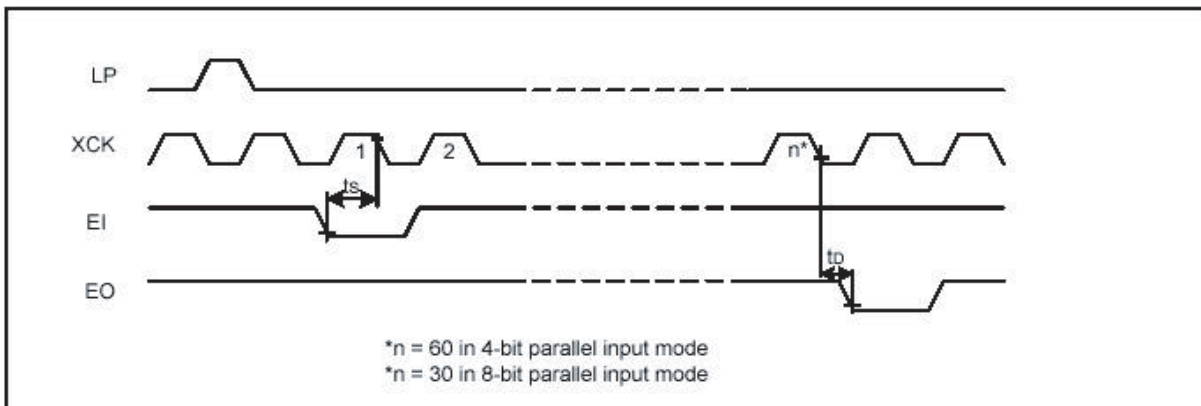 LP
XCK
1
2
n*
ts
EI
tD
EO
*n = 60 in 4-bit parallel input mode
*n = 30 in 8-bit parallel input mode